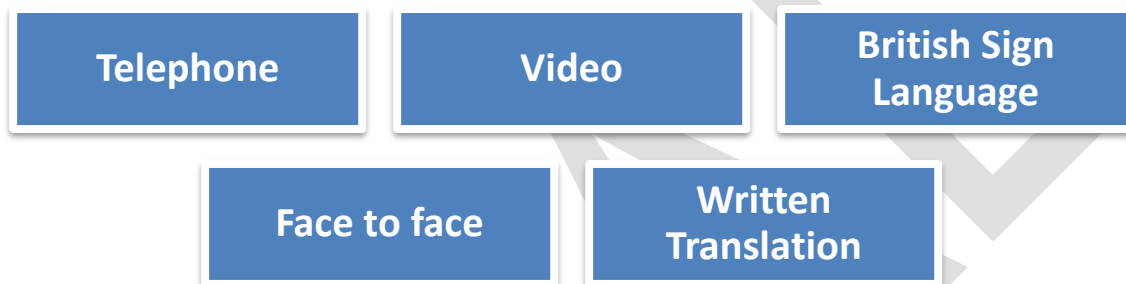 Telephone
Video
British Sign
Language
Face to face
Written
Translation